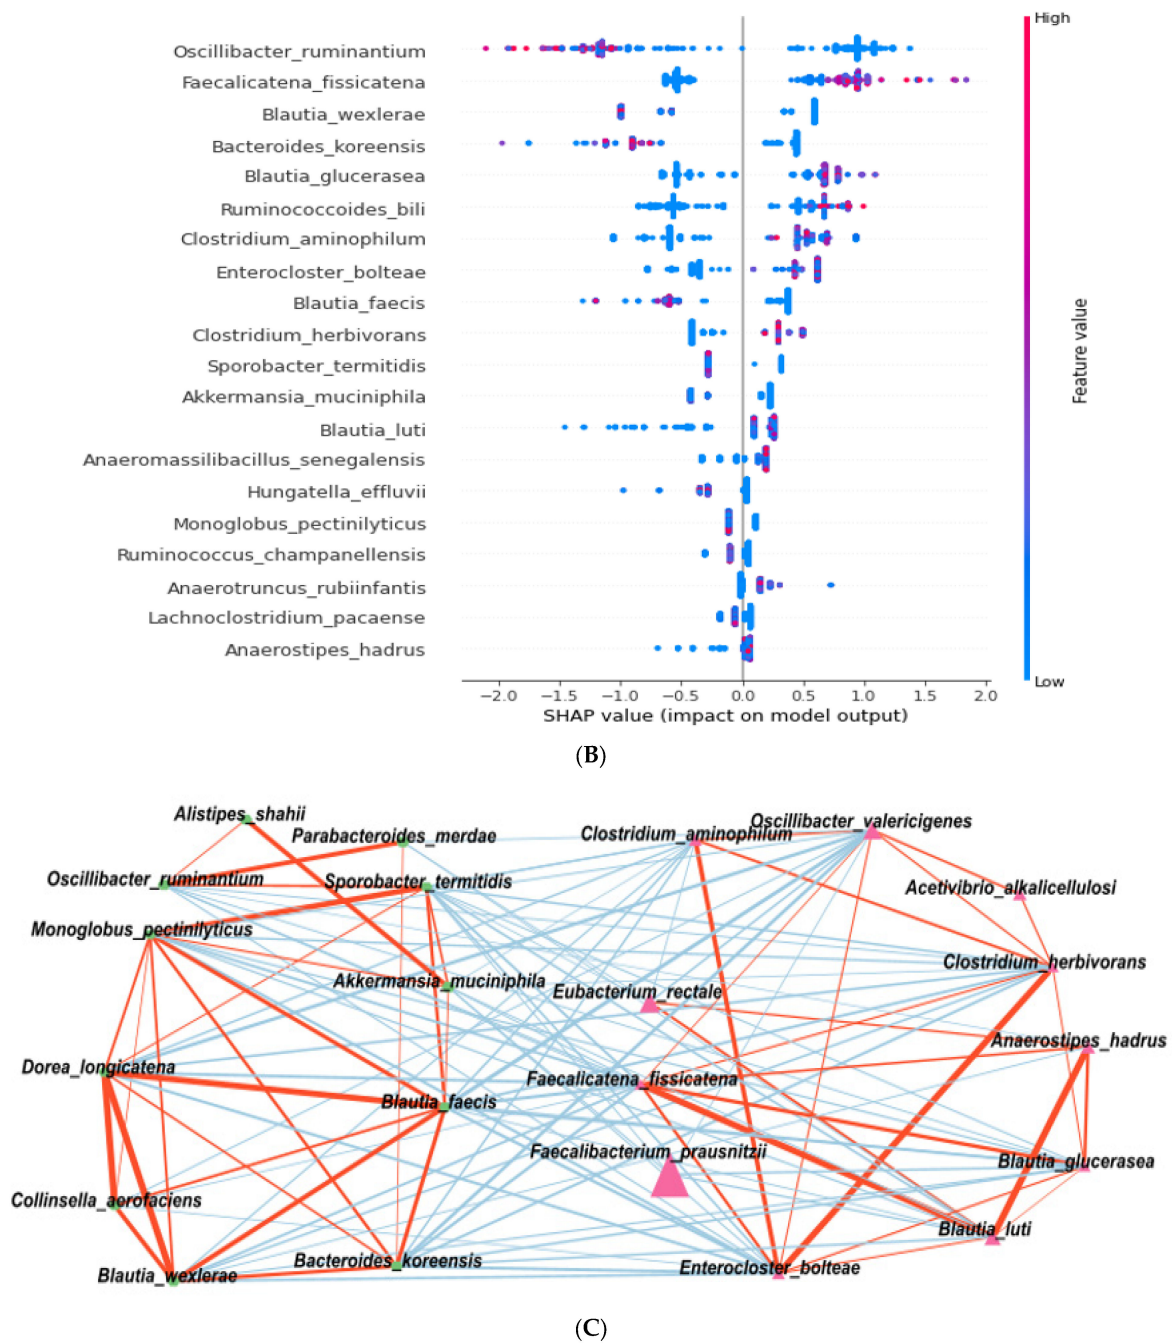 High
Oscillibacter_ruminantium
Faecalicatena_fissicatena
Blautia_wexlerae
Bacteroides_koreensis
Blautia_glucerasea
Ruminococcoides_bili
Clostridium_aminophilum
Enterocloster_bolteae
Blautia_faecis
Clostridium_herbivorans
Sporobacter_termitidis
Akkermansia_muciniphila
Blautia_luti
Anaeromassilibacillus_senegalensis
Hungatella_effluvii
Monoglobus_pectinilyticus
Ruminococcus_champanellensis
Anaerotruncus_rubiinfantis
Lachnoclostridium_pacaense
Anaerostipes_hadrus
Feature value
Low
−2.0 −1.5 −1.0 −0.5 0.0 0.5 1.0 1.5 2.0
SHAP value (impact on model output)
(B)
Alistipes_shahii
Parabacteroides_merdae
Clostridium_aminophilum
Oscillibacter_valericigenes
Oscillibacter_ruminantium
Sporobacter_termitidis
Acetivibrio_alkalicellulosi
Monoglobus_pectinilyticus
Akkermansia_muciniphila
Eubacterium_rectale
Clostridium_herbivorans
Anaerostipes_hadrus
Dorea_longicatena
Blautia_faecis
Faecalicatena_fissicatena
Faecalibacterium_prausnitzii
Blautia_glucerasea
Collinsella_aerofaciens
Blautia_luti
Blautia_wexlerae
Bacteroides_koreensis
Enterocloster_bolteae
(C)